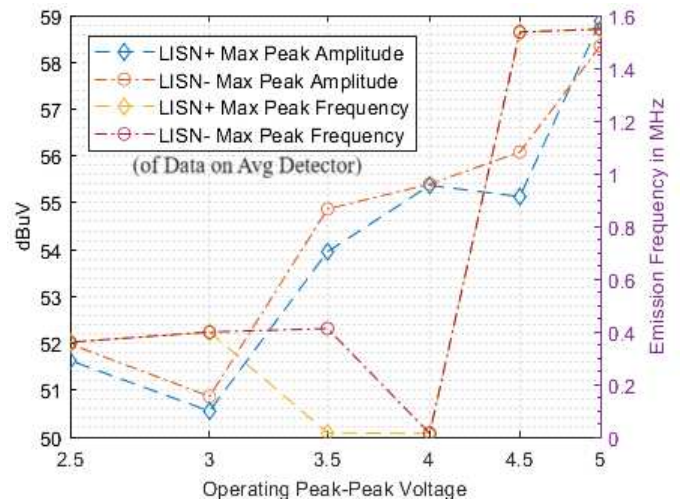 59
58
57
56
55
54
53
52
51
50
dBuV
LISN+ Max Peak Amplitude
LISN- Max Peak Amplitude
LISN+ Max Peak Frequency
LISN- Max Peak Frequency
(of Data on Avg Detector)
1.6
1.4
1.2
1
0.8
0.6
0.4
0.2
0
Emission Frequency in MHz
2.5 3 3.5 4 4.5 5
Operating Peak-Peak Voltage